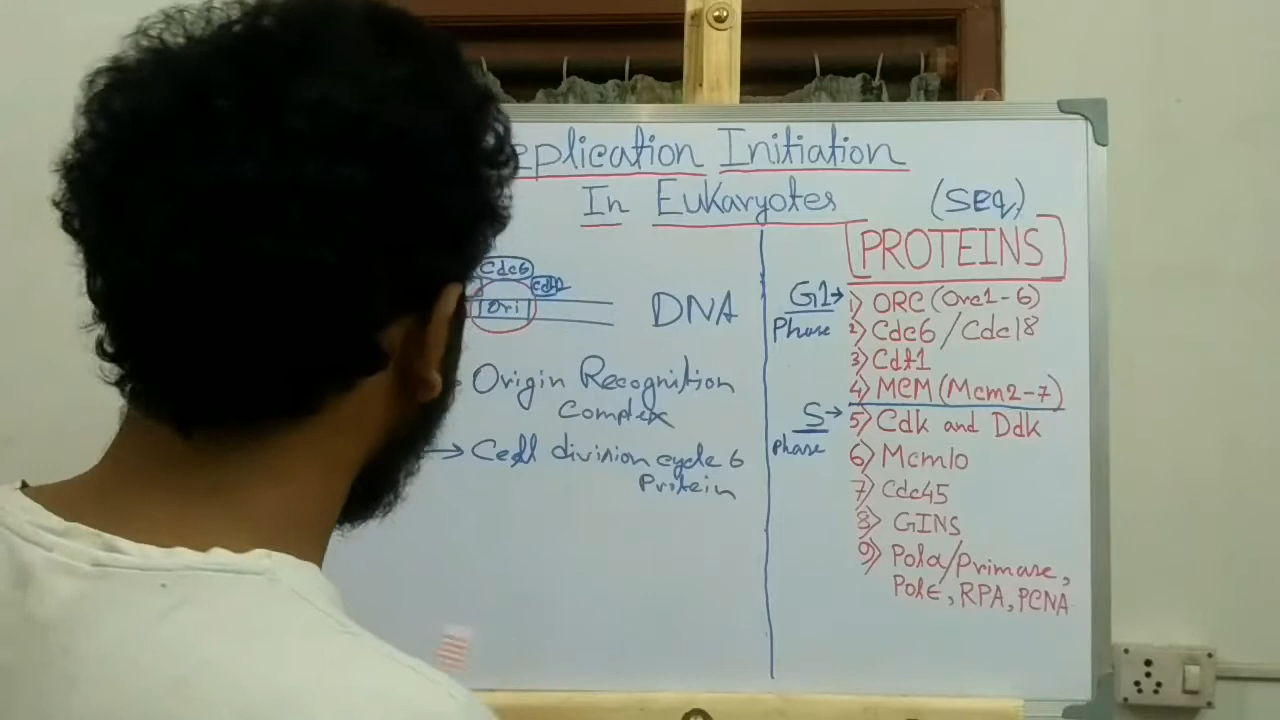 eplication Initiation
In Eukaryotes (seq)
PROTEINS
Cdc6
Cdt1
Ori
DNA
Origin Recognition
Complex
→ Cell division cycle 6
Protein
G1→
Phase
1) ORC (Orc1-6)
2) Cdc6/Cdc18
3) Cdt1
4) MCM (Mcm2-7)
S→
Phase
5) Cdk and Ddk
6) Mcm10
7) Cdc45
8) GINS
9) Polα/Primase,
Polε, RPA, PCNA